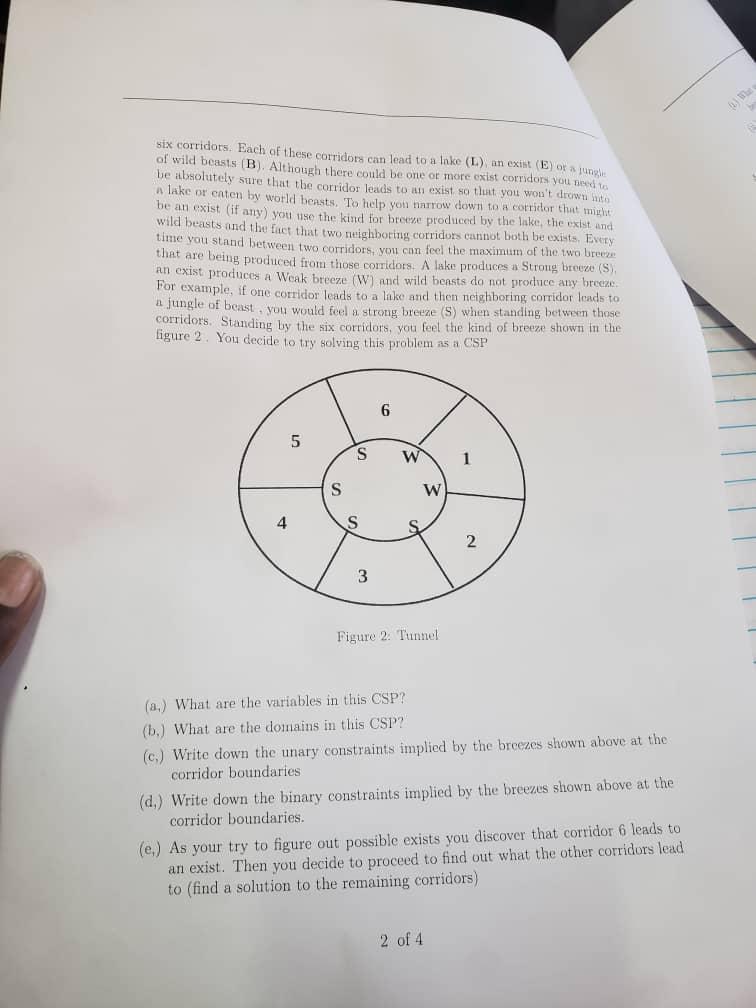 six corridors. Each of these corridors can lead to a lake (L), an exist (E) or a jungle
of wild beasts (B). Although there could be one or more exist corridors you need to
be absolutely sure that the corridor leads to an exist so that you won't drown into
a lake or eaten by world beasts. To help you narrow down to a corridor that might
be an exist (if any) you use the kind for breeze produced by the lake, the exist and
wild beasts and the fact that two neighboring corridors cannot both be exists. Every
time you stand between two corridors, you can feel the maximum of the two breeze
that are being produced from those corridors. A lake produces a Strong breeze (S),
an exist produces a Weak breeze (W) and wild beasts do not produce any breeze.
For example, if one corridor leads to a lake and then neighboring corridor leads to
a jungle of beast , you would feel a strong breeze (S) when standing between those
corridors. Standing by the six corridors, you feel the kind of breeze shown in the
figure 2 . You decide to try solving this problem as a CSP
6
5
S
W
1
S
W
4
S
S
2
3
Figure 2: Tunnel
(a,) What are the variables in this CSP?
(b,) What are the domains in this CSP?
(c,) Write down the unary constraints implied by the breezes shown above at the
corridor boundaries
(d,) Write down the binary constraints implied by the breezes shown above at the
corridor boundaries.
(e,) As your try to figure out possible exists you discover that corridor 6 leads to
an exist. Then you decide to proceed to find out what the other corridors lead
to (find a solution to the remaining corridors)
2 of 4